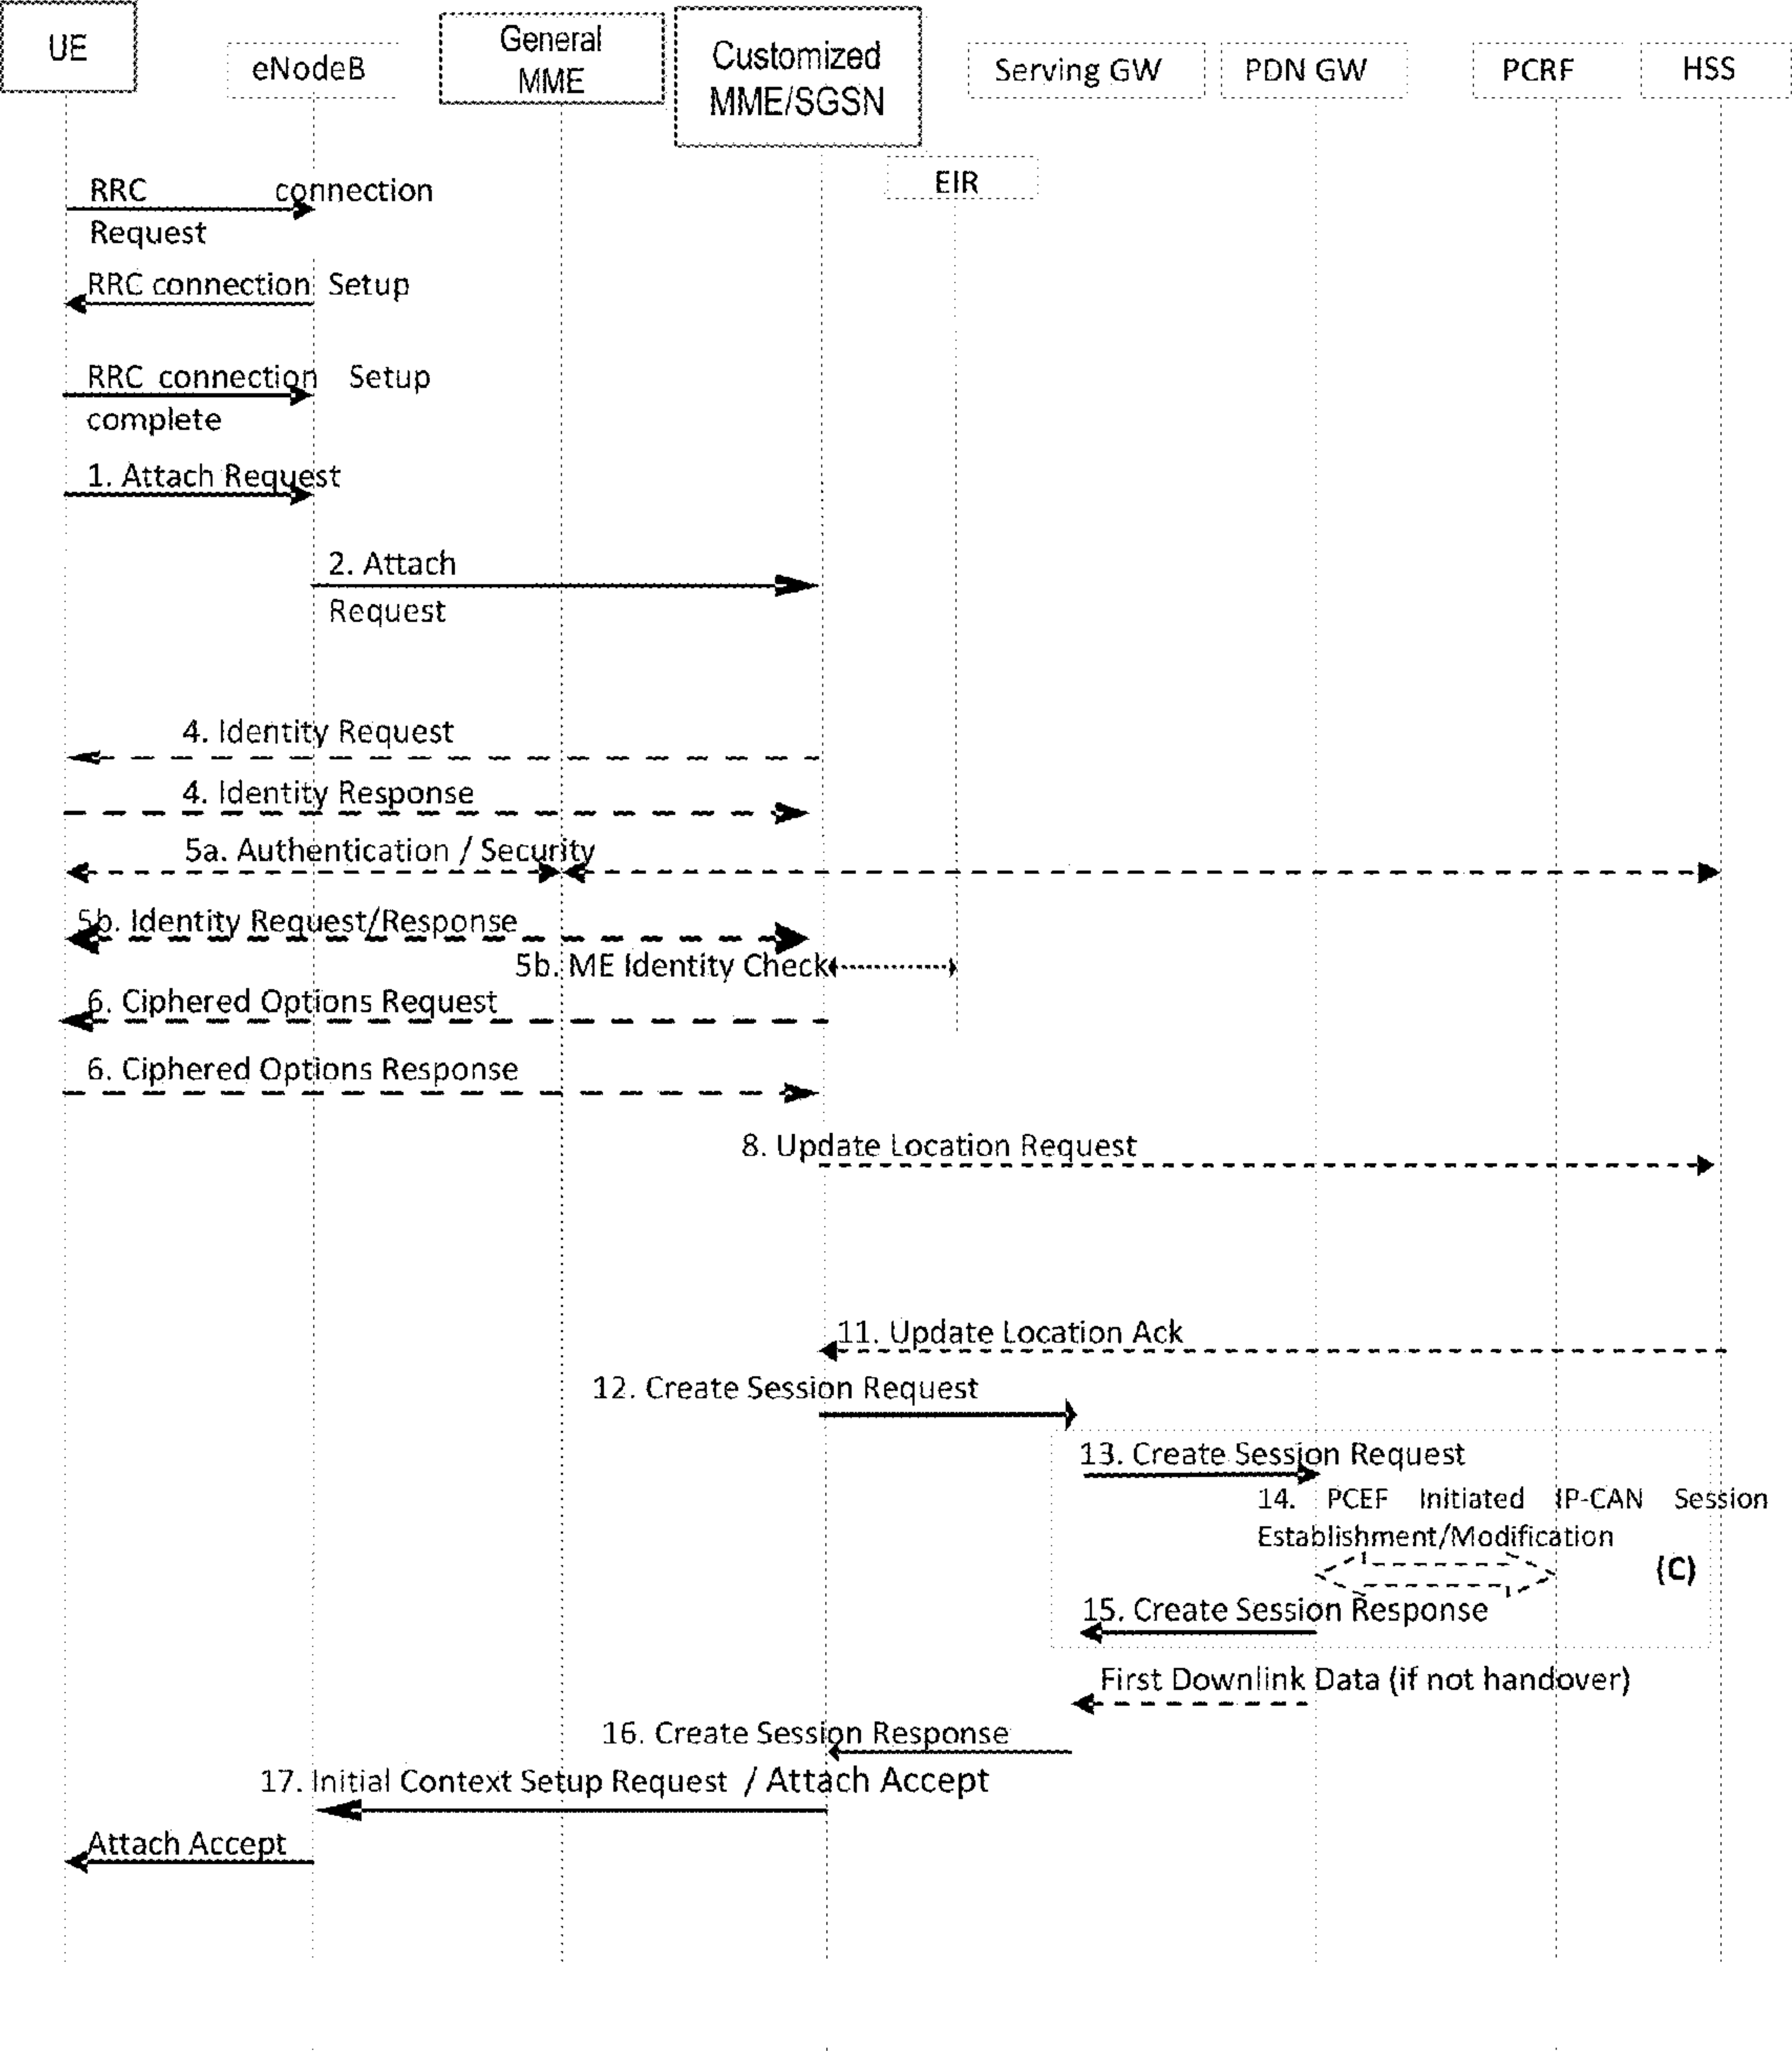 UE
eNodeB
General
MME
Customized
MME/SGSN
Serving GW
PDN GW
PCRF
HSS
EIR
RRC connection
Request
RRC connection Setup
RRC connection Setup
complete
1. Attach Request
2. Attach
Request
4. Identity Request
4. Identity Response
5a. Authentication / Security
5b. Identity Request/Response
5b. ME Identity Check
6. Ciphered Options Request
6. Ciphered Options Response
8. Update Location Request
11. Update Location Ack
12. Create Session Request
13. Create Session Request
14. PCEF Initiated IP-CAN Session
Establishment/Modification
(C)
15. Create Session Response
First Downlink Data (if not handover)
16. Create Session Response
17. Initial Context Setup Request / Attach Accept
Attach Accept